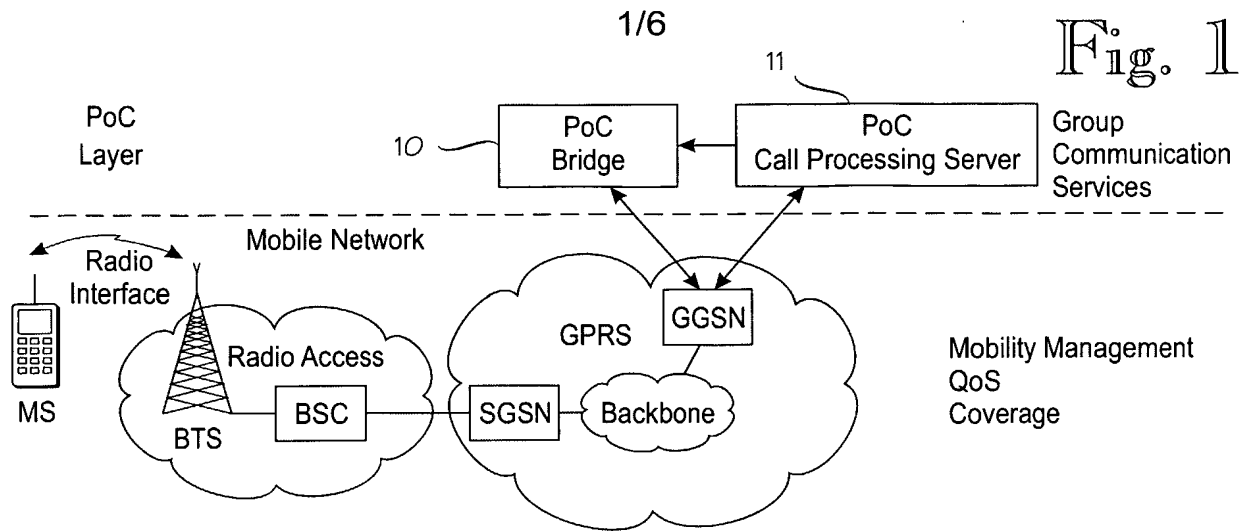 1/6
Fig. 1
11
PoC
Layer
10
PoC
Bridge
PoC
Call Processing Server
Group
Communication
Services
Mobile Network
Radio
Interface
MS
Radio Access
BTS
BSC
GPRS
GGSN
SGSN
Backbone
Mobility Management
QoS
Coverage